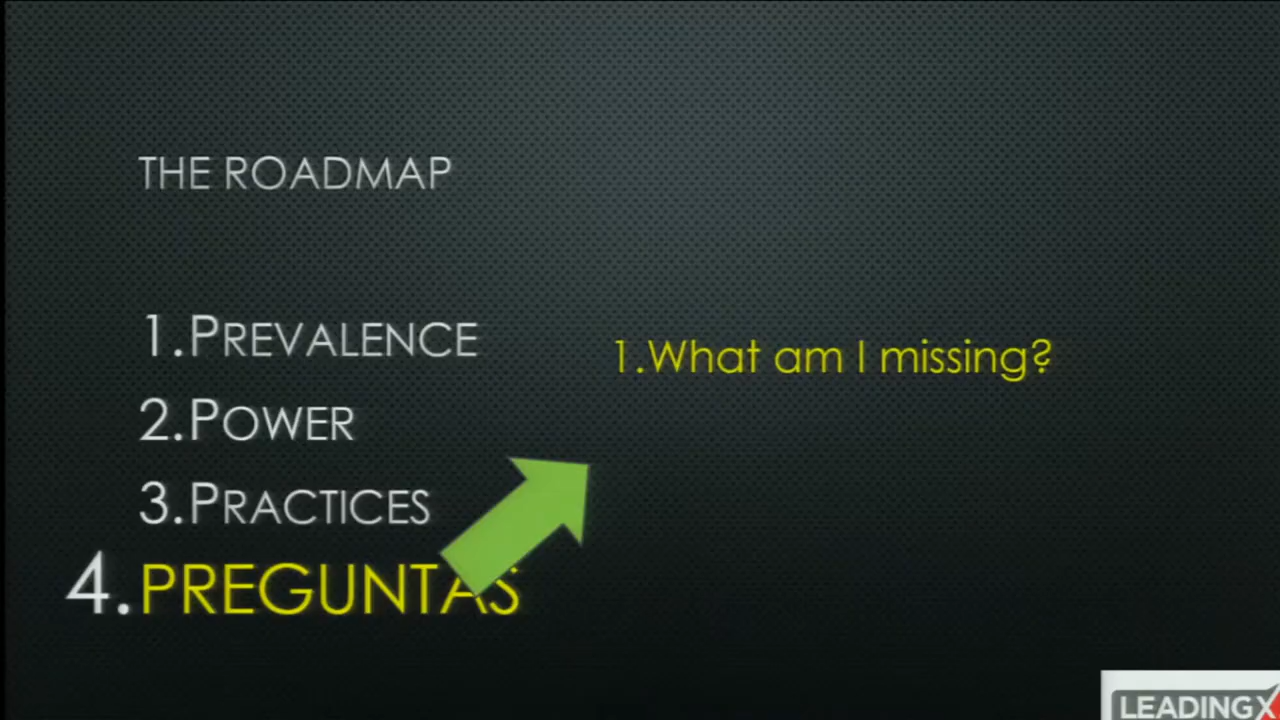 THE ROADMAP
1.PREVALENCE
2.POWER
3.PRACTICES
4.PREGUNTAS
1.What am I missing?
LEADINGX